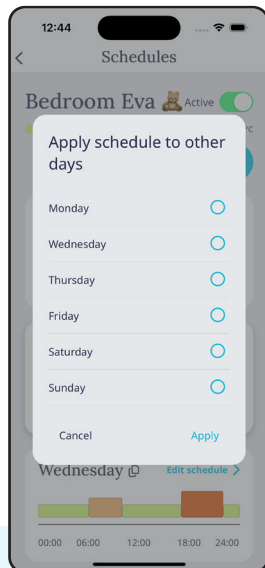 12:44
Schedules
Bedroom Eva 🧸 Active
°C
Apply schedule to other
days
Monday
Wednesday
Thursday
Friday
Saturday
Sunday
Cancel Apply
Wednesday Edit schedule >
00:00 06:00 12:00 18:00 24:00